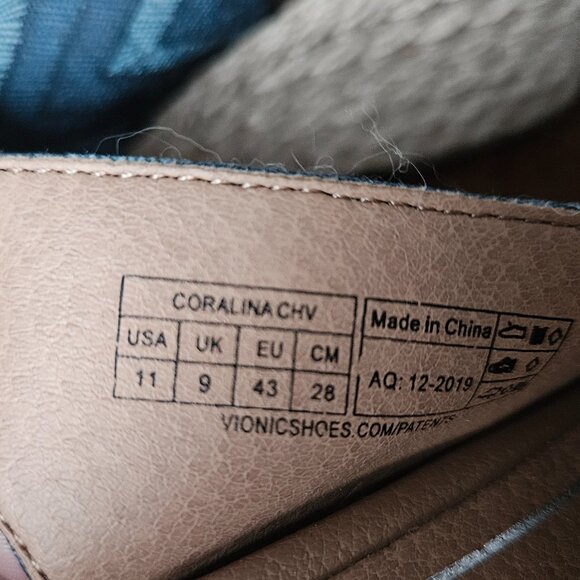 CORALINA CHV
USA UK EU CM
11 9 43 28
Made in China
AQ: 12-2019
VIONICSHOES.COM/PATENTS